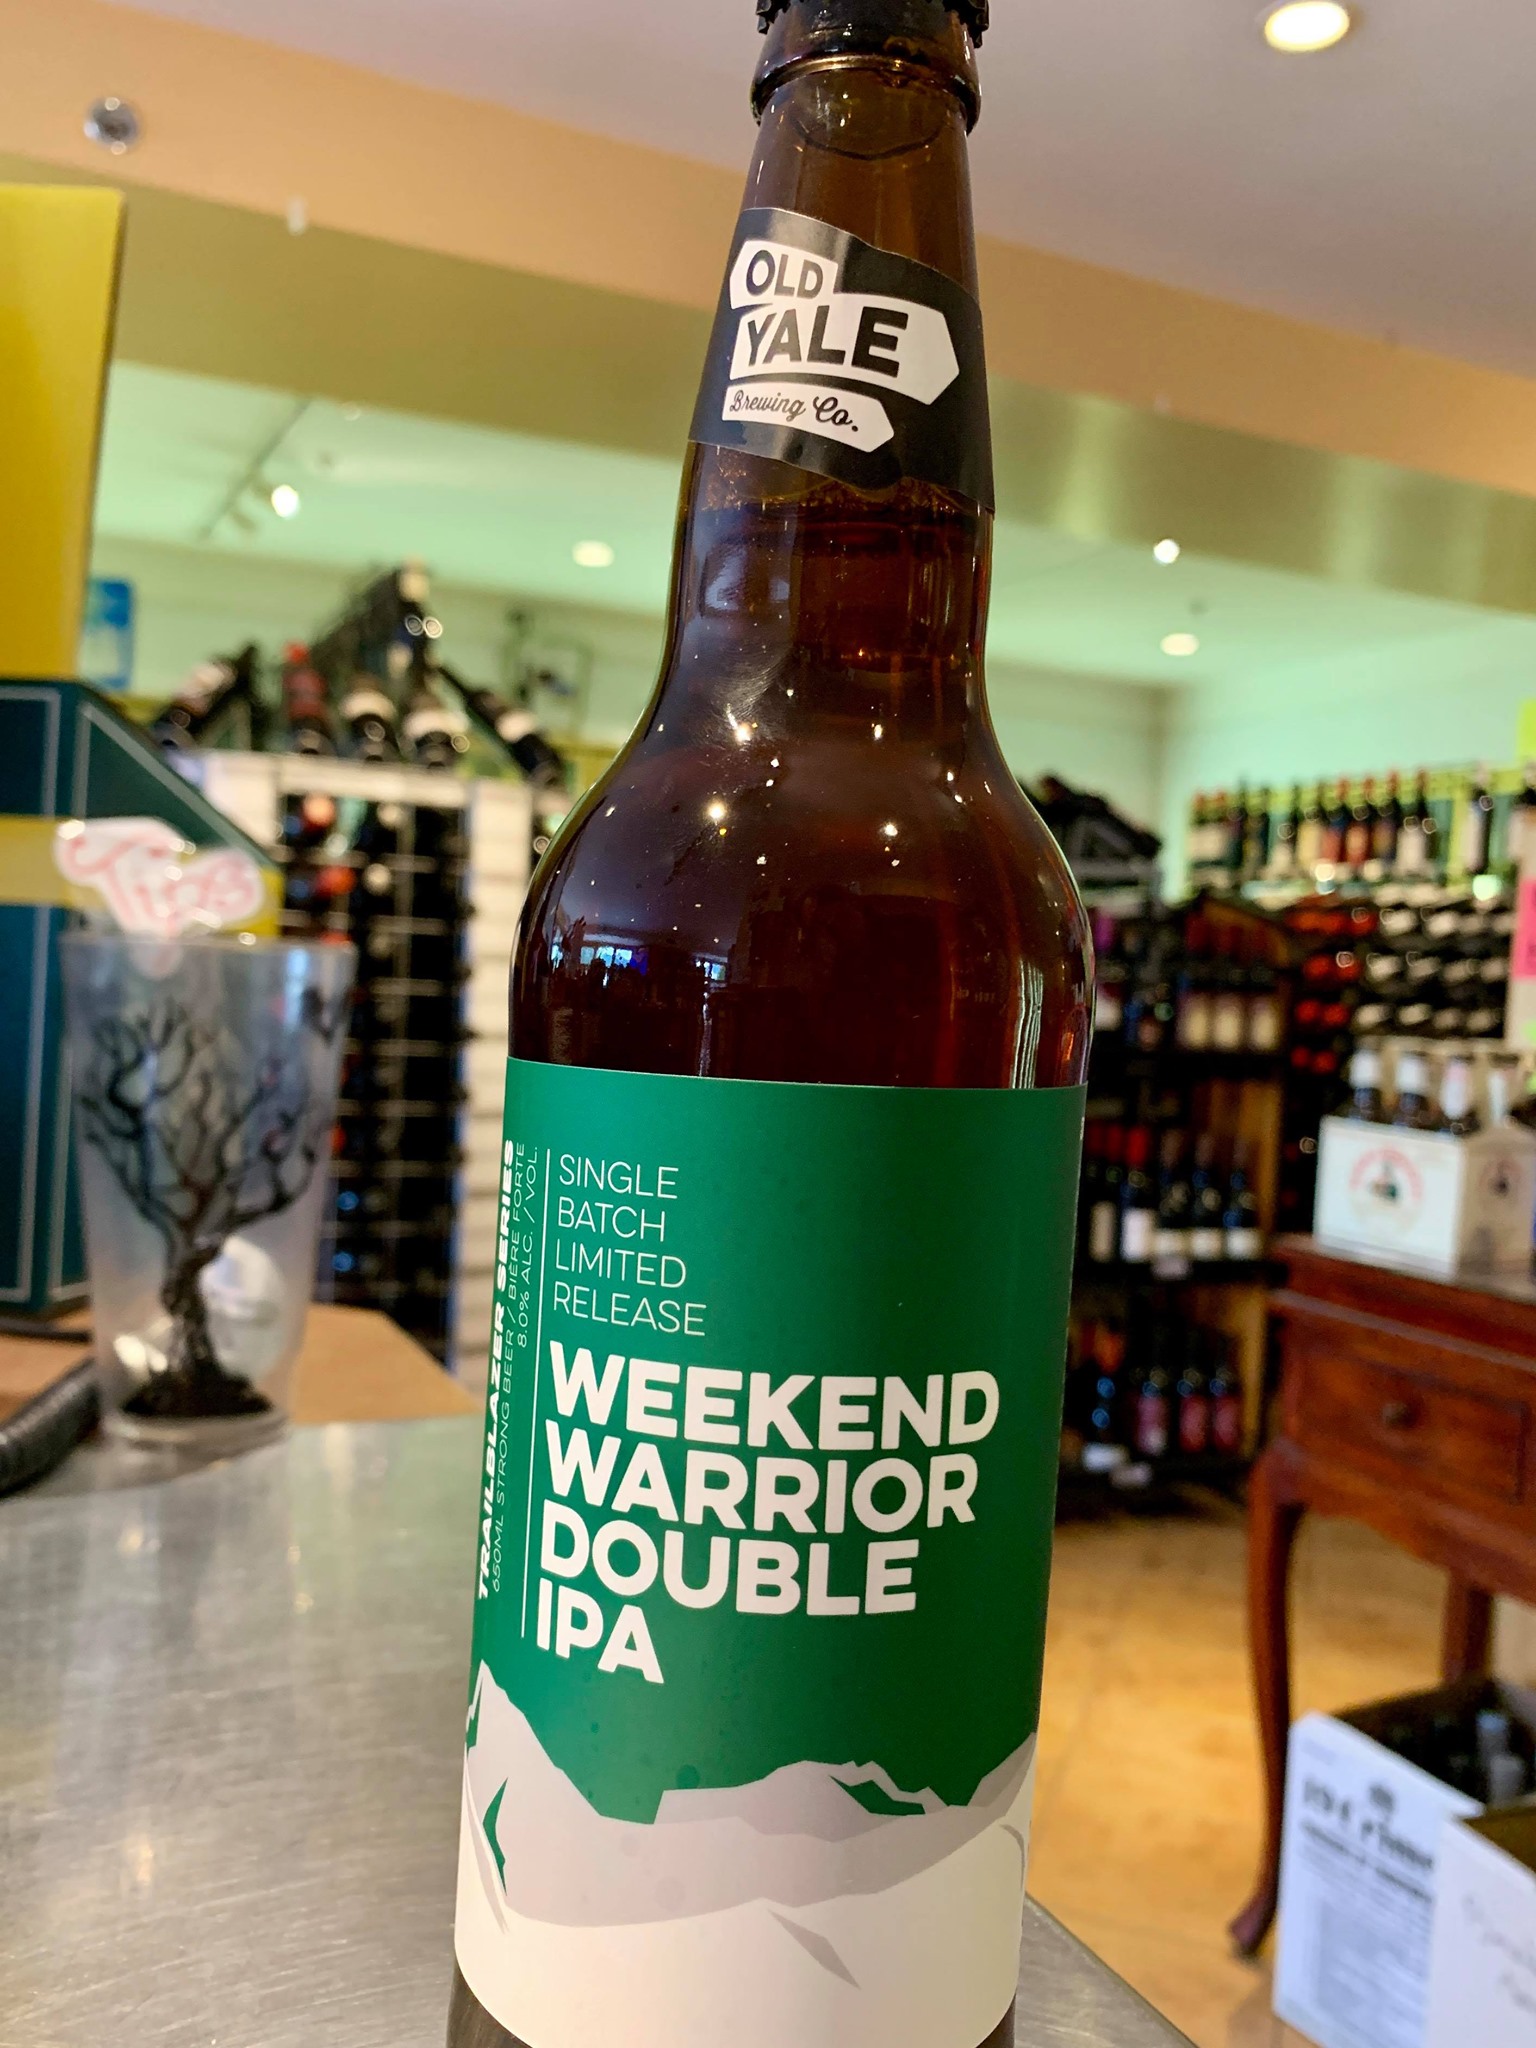 OLD
YALE
Brewing Co.
TRAILBLAZER SERIES
650ML STRONG BEER / BIÈRE FORTE
8.0% ALC. / VOL.
SINGLE
BATCH
LIMITED
RELEASE
WEEKEND
WARRIOR
DOUBLE
IPA
Tips